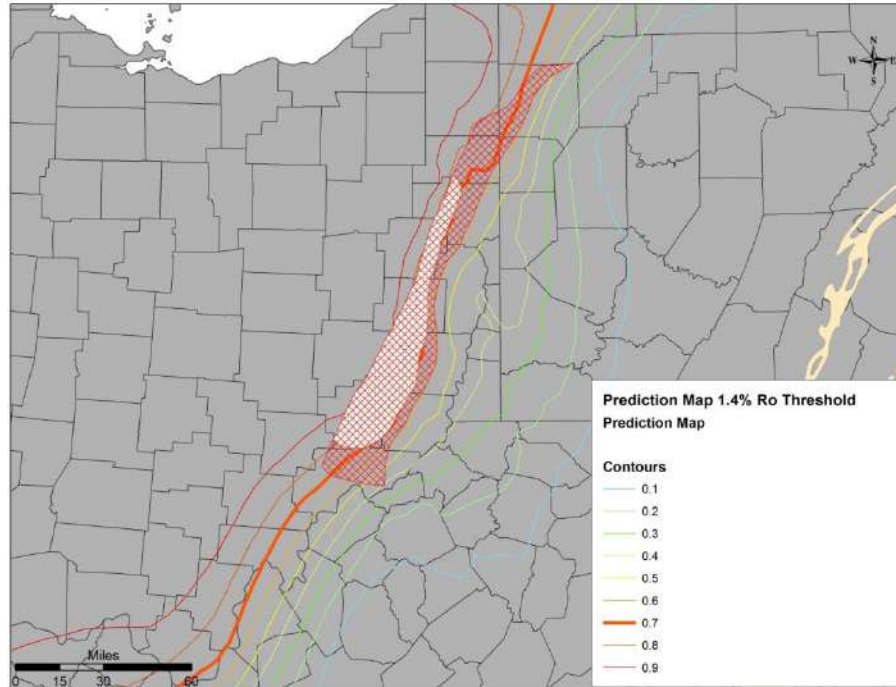 N
W E
S
Prediction Map 1.4% Ro Threshold
Prediction Map
Contours
0.1
0.2
0.3
0.4
0.5
0.6
0.7
0.8
0.9
Miles
0 15 30 60